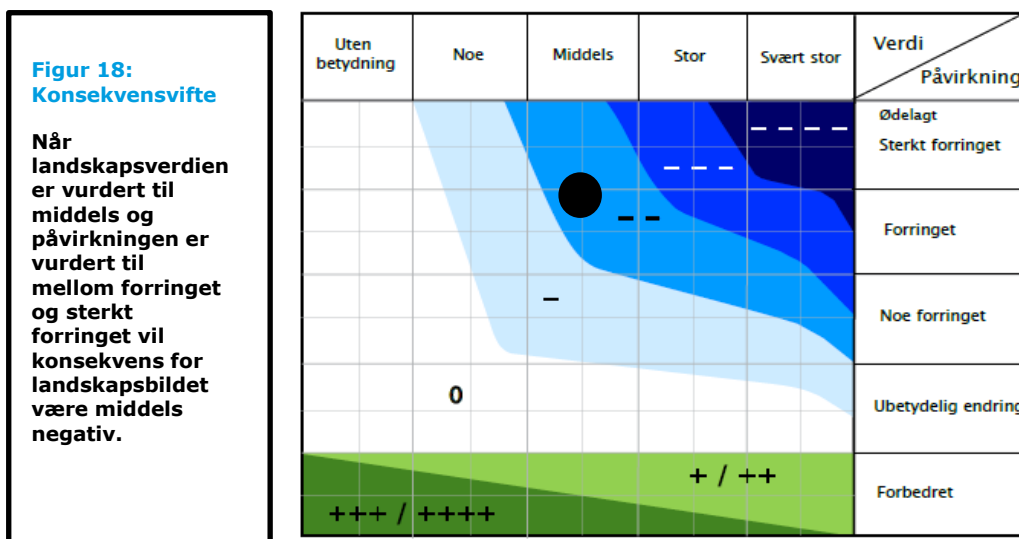 Figur 18:
Konsekvensvifte
Når
landskapsverdien
er vurdert til
middels og
påvirkningen er
vurdert til
mellom forringet
og sterkt
forringet vil
konsekvens for
landskapsbildet
være middels
negativ.
Uten
betydning
Noe
Middels
Stor
Svært stor
Verdi
Påvirkning
Ødelagt
Sterkt forringet
Forringet
Noe forringet
Ubetydelig endring
Forbedret
– – – –
– – –
– –
–
0
+ / ++
+++ / ++++